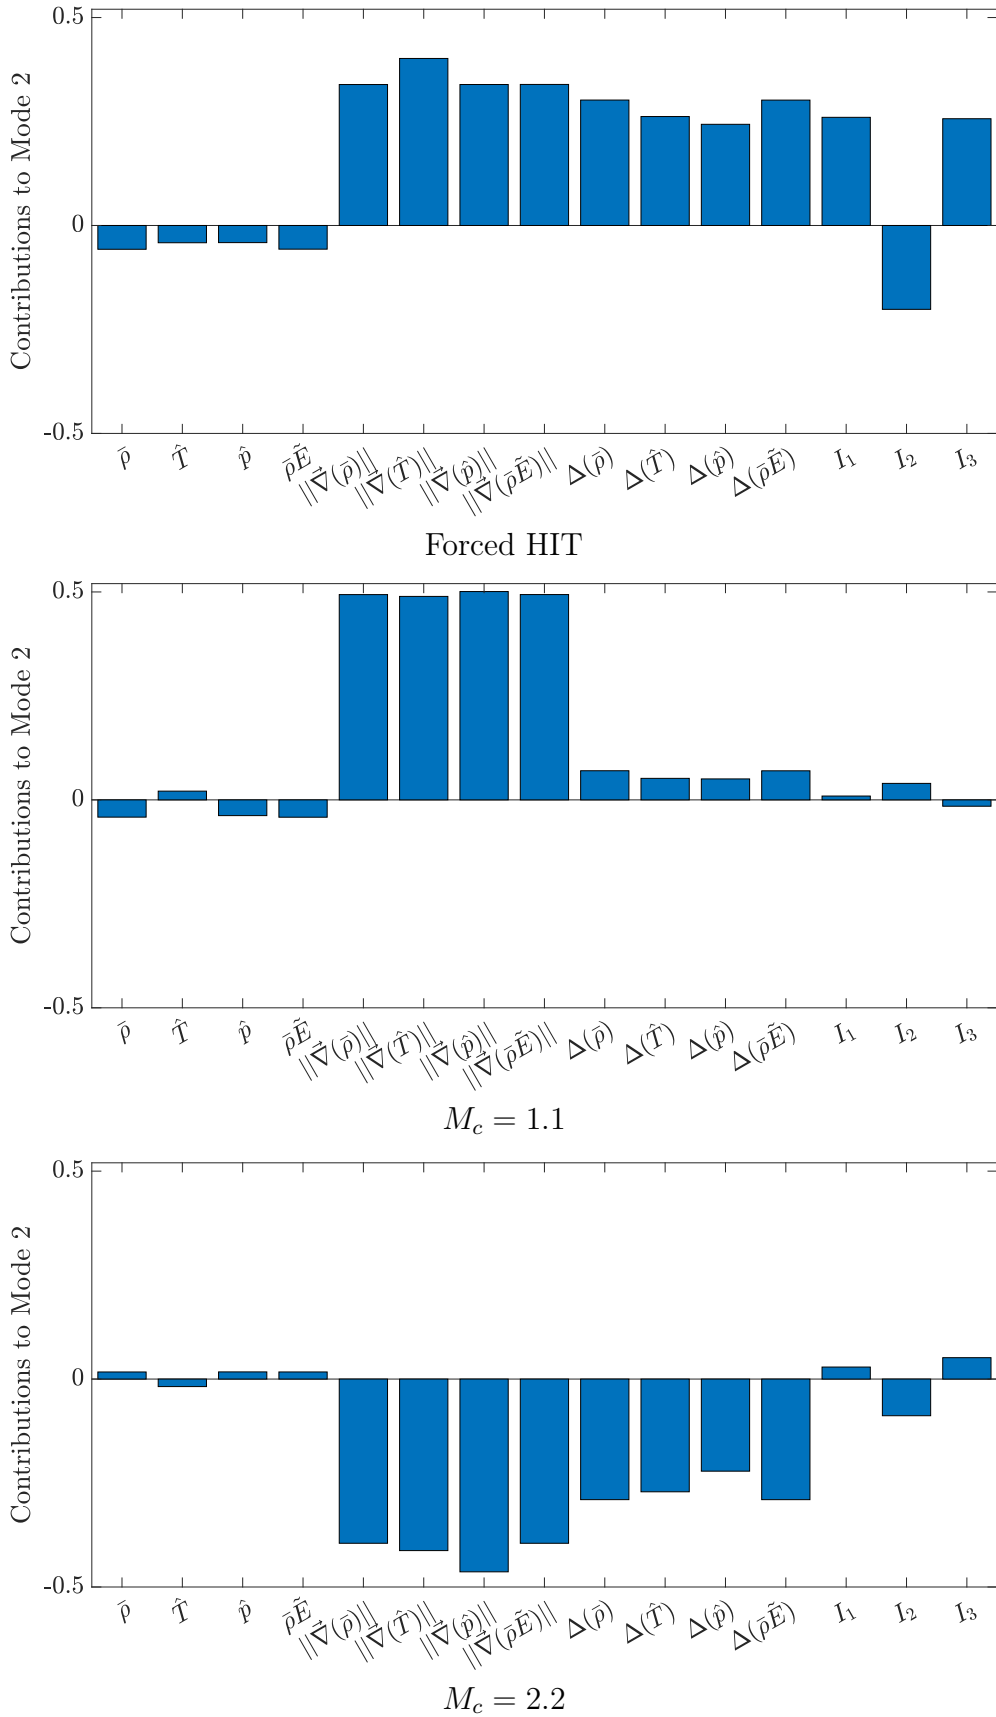 Contributions to Mode 2
0.5
0
-0.5
ρ̄
T̂
p̂
ρ̄Ẽ
||∇⃗(ρ̄)||
||∇⃗(T̂)||
||∇⃗(p̂)||
||∇⃗(ρ̄Ẽ)||
Δ(ρ̄)
Δ(T̂)
Δ(p̂)
Δ(ρ̄Ẽ)
I₁
I₂
I₃
Forced HIT
Contributions to Mode 2
0.5
0
-0.5
ρ̄
T̂
p̂
ρ̄Ẽ
||∇⃗(ρ̄)||
||∇⃗(T̂)||
||∇⃗(p̂)||
||∇⃗(ρ̄Ẽ)||
Δ(ρ̄)
Δ(T̂)
Δ(p̂)
Δ(ρ̄Ẽ)
I₁
I₂
I₃
M_c = 1.1
Contributions to Mode 2
0.5
0
-0.5
ρ̄
T̂
p̂
ρ̄Ẽ
||∇⃗(ρ̄)||
||∇⃗(T̂)||
||∇⃗(p̂)||
||∇⃗(ρ̄Ẽ)||
Δ(ρ̄)
Δ(T̂)
Δ(p̂)
Δ(ρ̄Ẽ)
I₁
I₂
I₃
M_c = 2.2